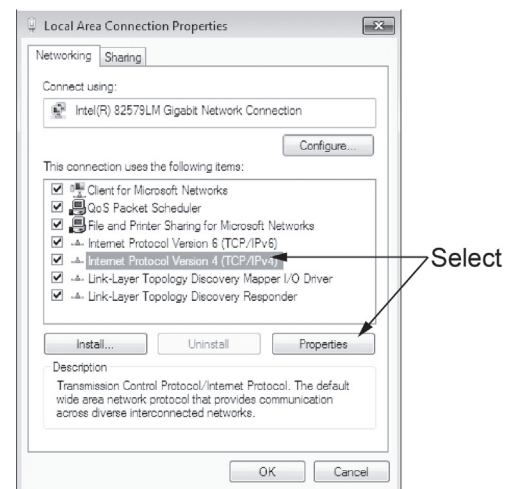 Local Area Connection Properties
Networking
Sharing
Connect using:
Intel(R) 82579LM Gigabit Network Connection
Configure...
This connection uses the following items:
Client for Microsoft Networks
QoS Packet Scheduler
File and Printer Sharing for Microsoft Networks
Internet Protocol Version 6 (TCP/IPv6)
Internet Protocol Version 4 (TCP/IPv4)
Link-Layer Topology Discovery Mapper I/O Driver
Link-Layer Topology Discovery Responder
Select
Install...
Uninstall
Properties
Description
Transmission Control Protocol/Internet Protocol. The default
wide area network protocol that provides communication
across diverse interconnected networks.
OK
Cancel